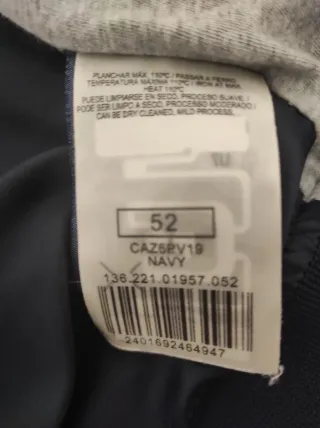 PLANCHAR MÁX. 110ºC / PASSAR A FERRO
TEMPERATURA MÁXIMA 110ºC / IRON AT MAX.
HEAT 110ºC
PUEDE LIMPIARSE EN SECO, PROCESO SUAVE /
PODE SER LIMPO A SECO, PROCESSO MODERADO /
CAN BE DRY CLEANED, MILD PROCESS.
52
CAZ6PV19
NAVY
136.221.01957.052
2401692464947